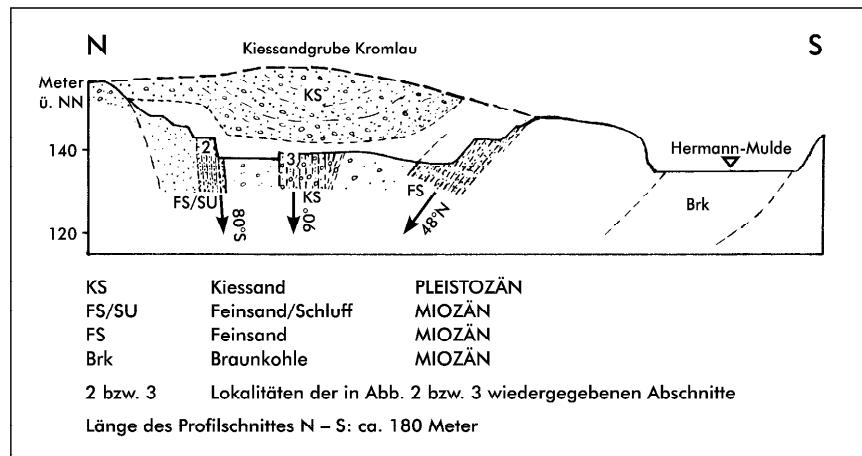 N Kiessandgrube Kromlau S
Meter
ü. NN
KS
140
2
3
Hermann-Mulde
FS/SU
KS
FS
80°S
90°
48°N
Brk
120
KS Kiessand PLEISTOZÄN
FS/SU Feinsand/Schluff MIOZÄN
FS Feinsand MIOZÄN
Brk Braunkohle MIOZÄN
2 bzw. 3 Lokalitäten der in Abb. 2 bzw. 3 wiedergegebenen Abschnitte
Länge des Profilschnittes N – S: ca. 180 Meter